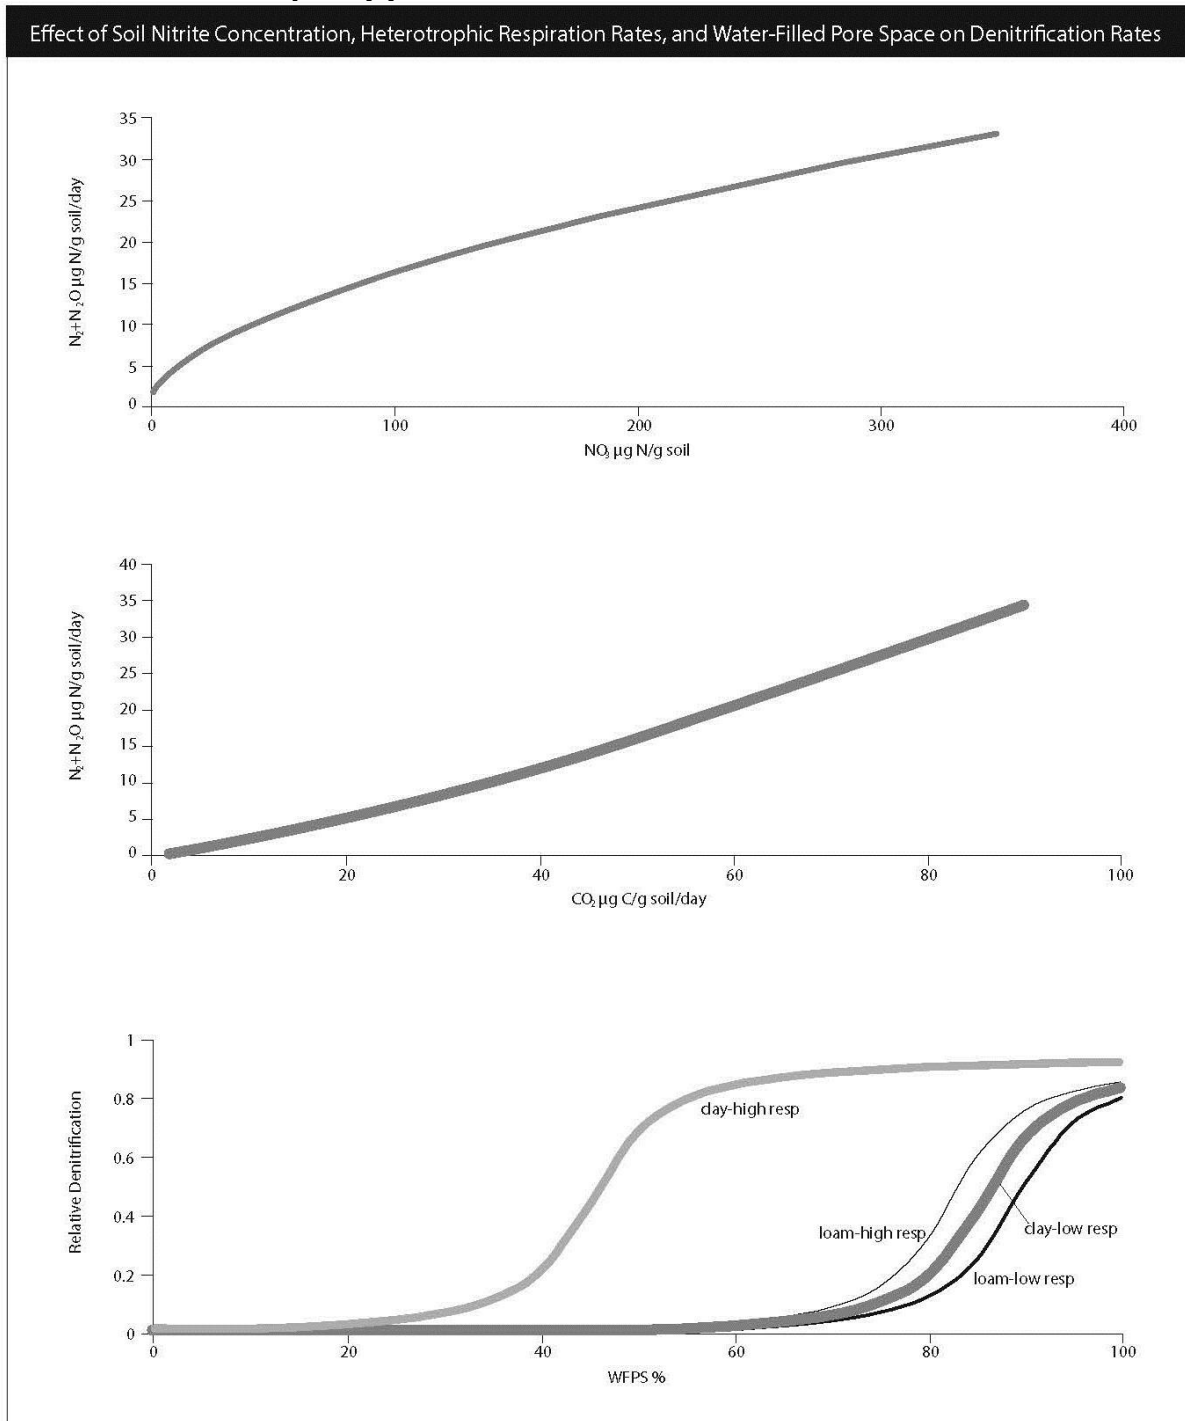 Effect of Soil Nitrite Concentration, Heterotrophic Respiration Rates, and Water-Filled Pore Space on Denitrification Rates
35
30
25
20
15
10
5
0
N₂+N₂O µg N/g soil/day
0 100 200 300 400
NO₃ µg N/g soil
40
35
30
25
20
15
10
5
0
N₂+N₂O µg N/g soil/day
0 20 40 60 80 100
CO₂ µg C/g soil/day
1
0.8
0.6
0.4
0.2
0
Relative Denitrification
clay-high resp
loam-high resp
clay-low resp
loam-low resp
0 20 40 60 80 100
WFPS %